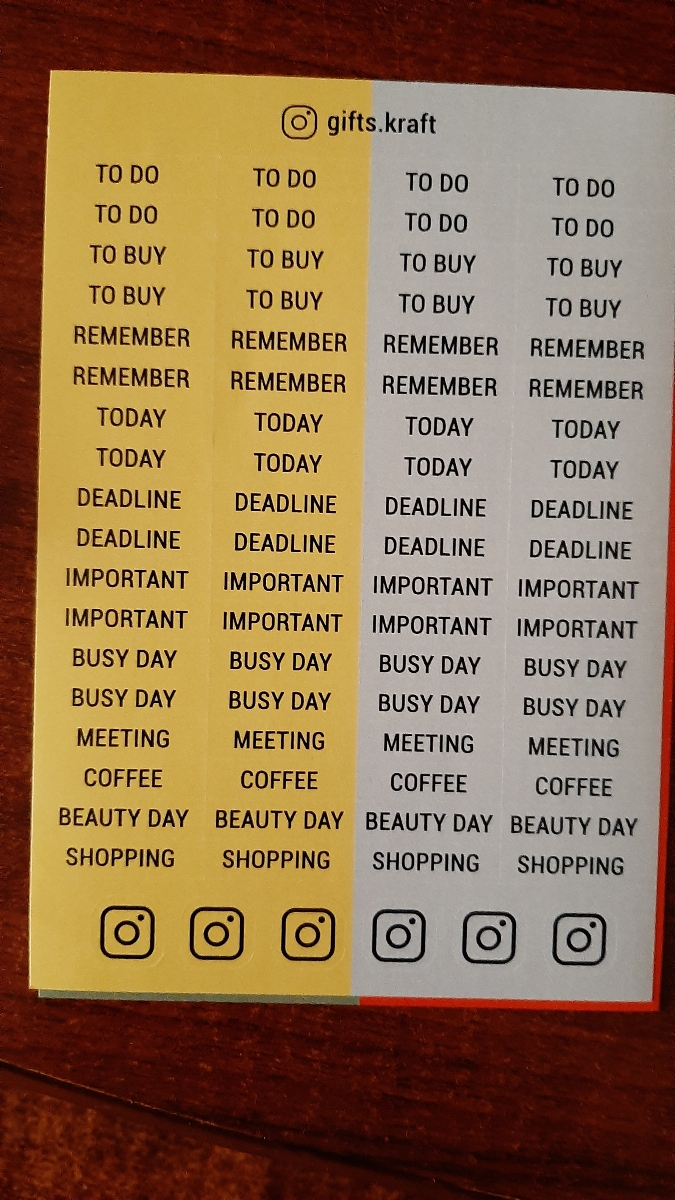 gifts.kraft
TO DO TO DO TO DO TO DO
TO DO TO DO TO DO TO DO
TO BUY TO BUY TO BUY TO BUY
TO BUY TO BUY TO BUY TO BUY
REMEMBER REMEMBER REMEMBER REMEMBER
REMEMBER REMEMBER REMEMBER REMEMBER
TODAY TODAY TODAY TODAY
TODAY TODAY TODAY TODAY
DEADLINE DEADLINE DEADLINE DEADLINE
DEADLINE DEADLINE DEADLINE DEADLINE
IMPORTANT IMPORTANT IMPORTANT IMPORTANT
IMPORTANT IMPORTANT IMPORTANT IMPORTANT
BUSY DAY BUSY DAY BUSY DAY BUSY DAY
BUSY DAY BUSY DAY BUSY DAY BUSY DAY
MEETING MEETING MEETING MEETING
COFFEE COFFEE COFFEE COFFEE
BEAUTY DAY BEAUTY DAY BEAUTY DAY BEAUTY DAY
SHOPPING SHOPPING SHOPPING SHOPPING